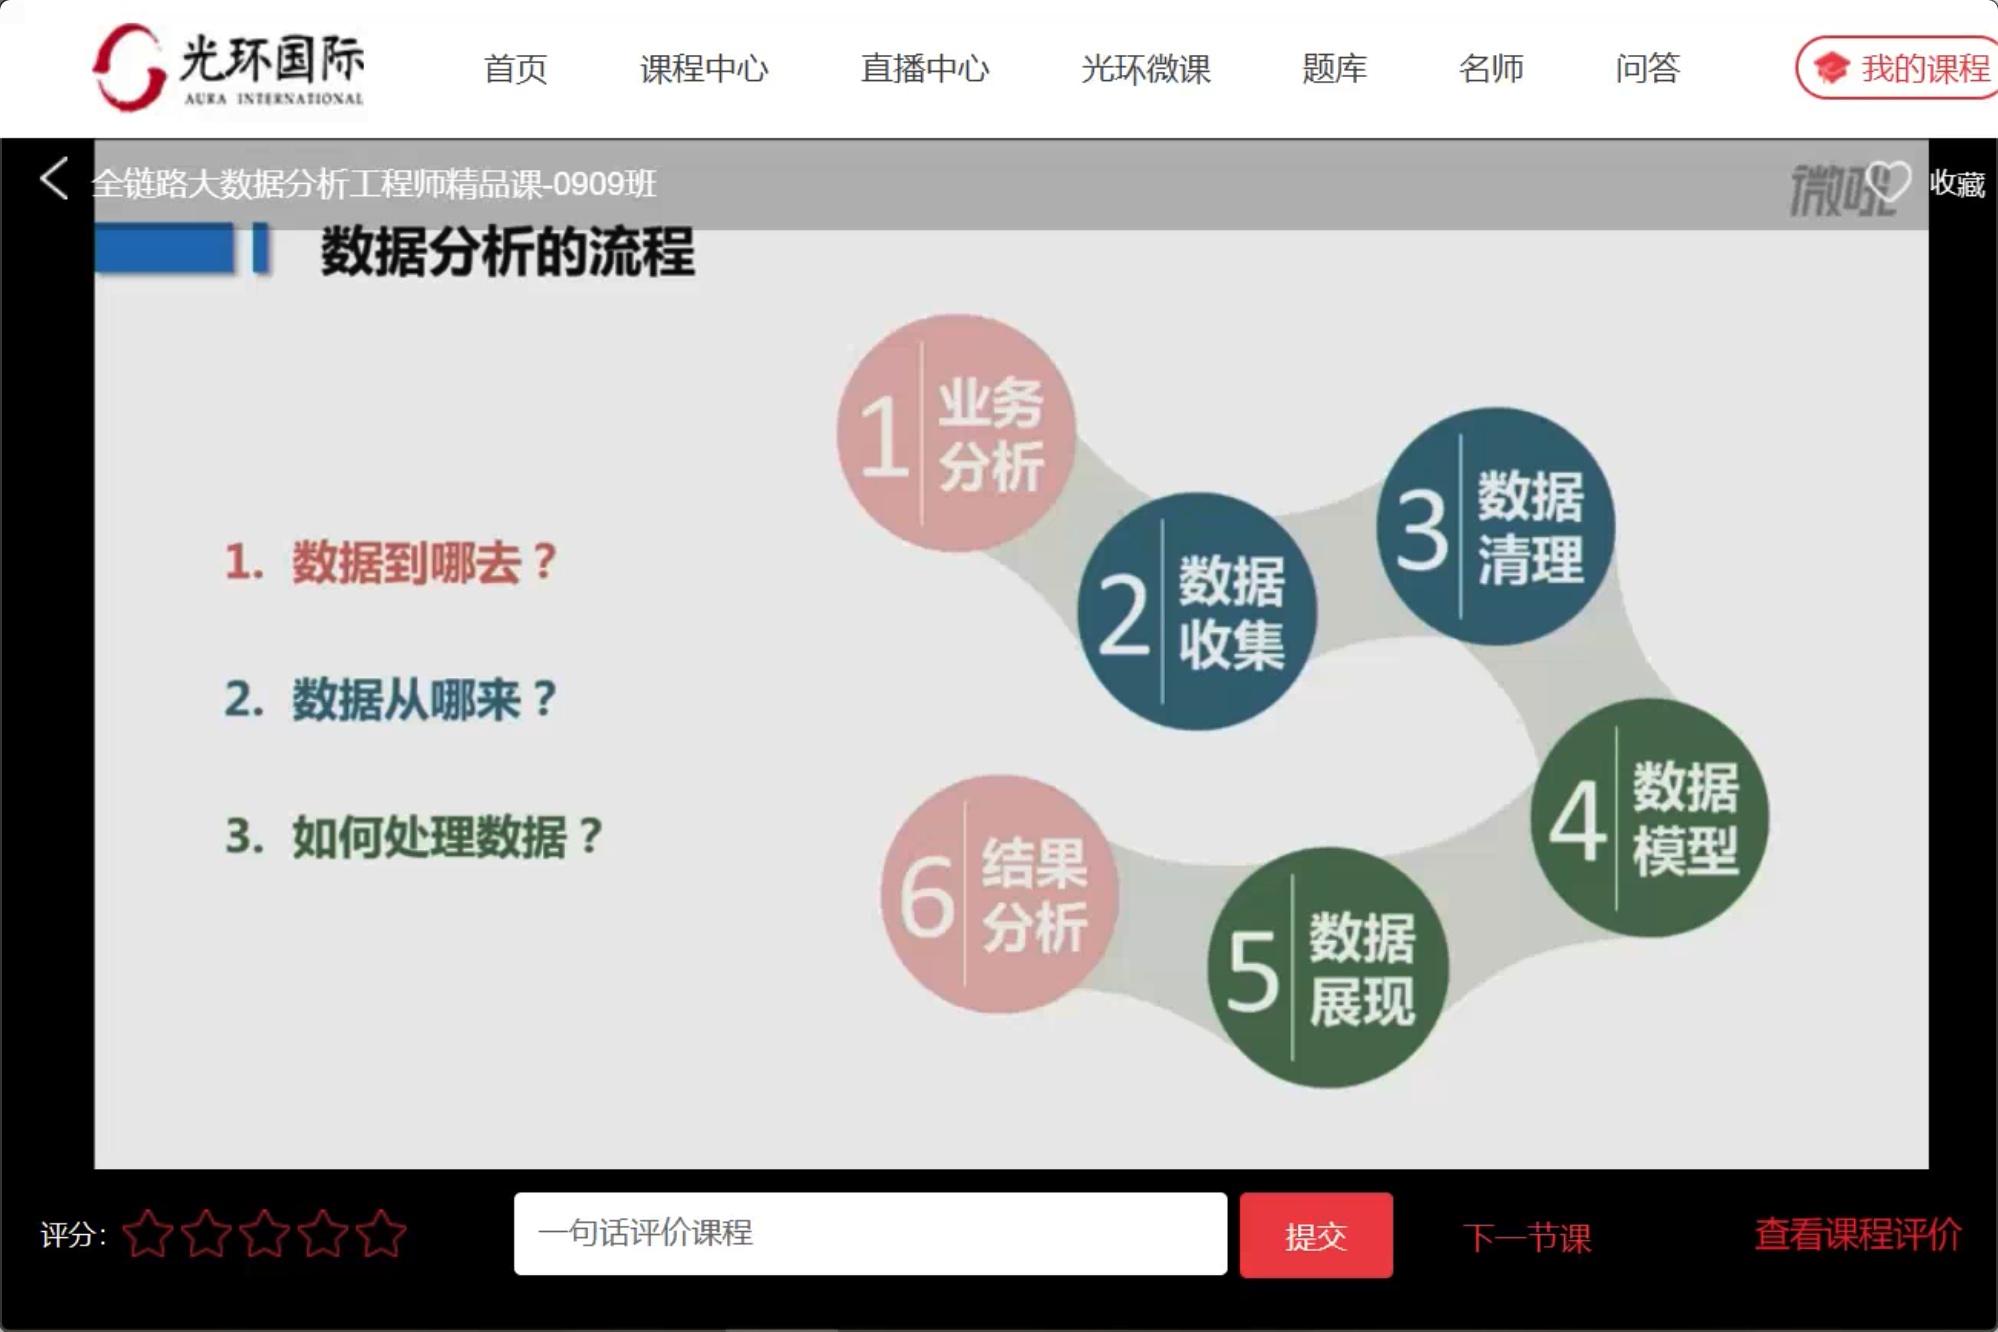 光环国际
AURA INTERNATIONAL
首页
课程中心
直播中心
光环微课
题库
名师
问答
我的课程
全链路大数据分析工程师精品课-0909班
微吼
收藏
数据分析的流程
1. 数据到哪去？
2. 数据从哪来？
3. 如何处理数据？
1
业务
分析
2
数据
收集
3
数据
清理
4
数据
模型
5
数据
展现
6
结果
分析
评分：
一句话评价课程
提交
下一节课
查看课程评价